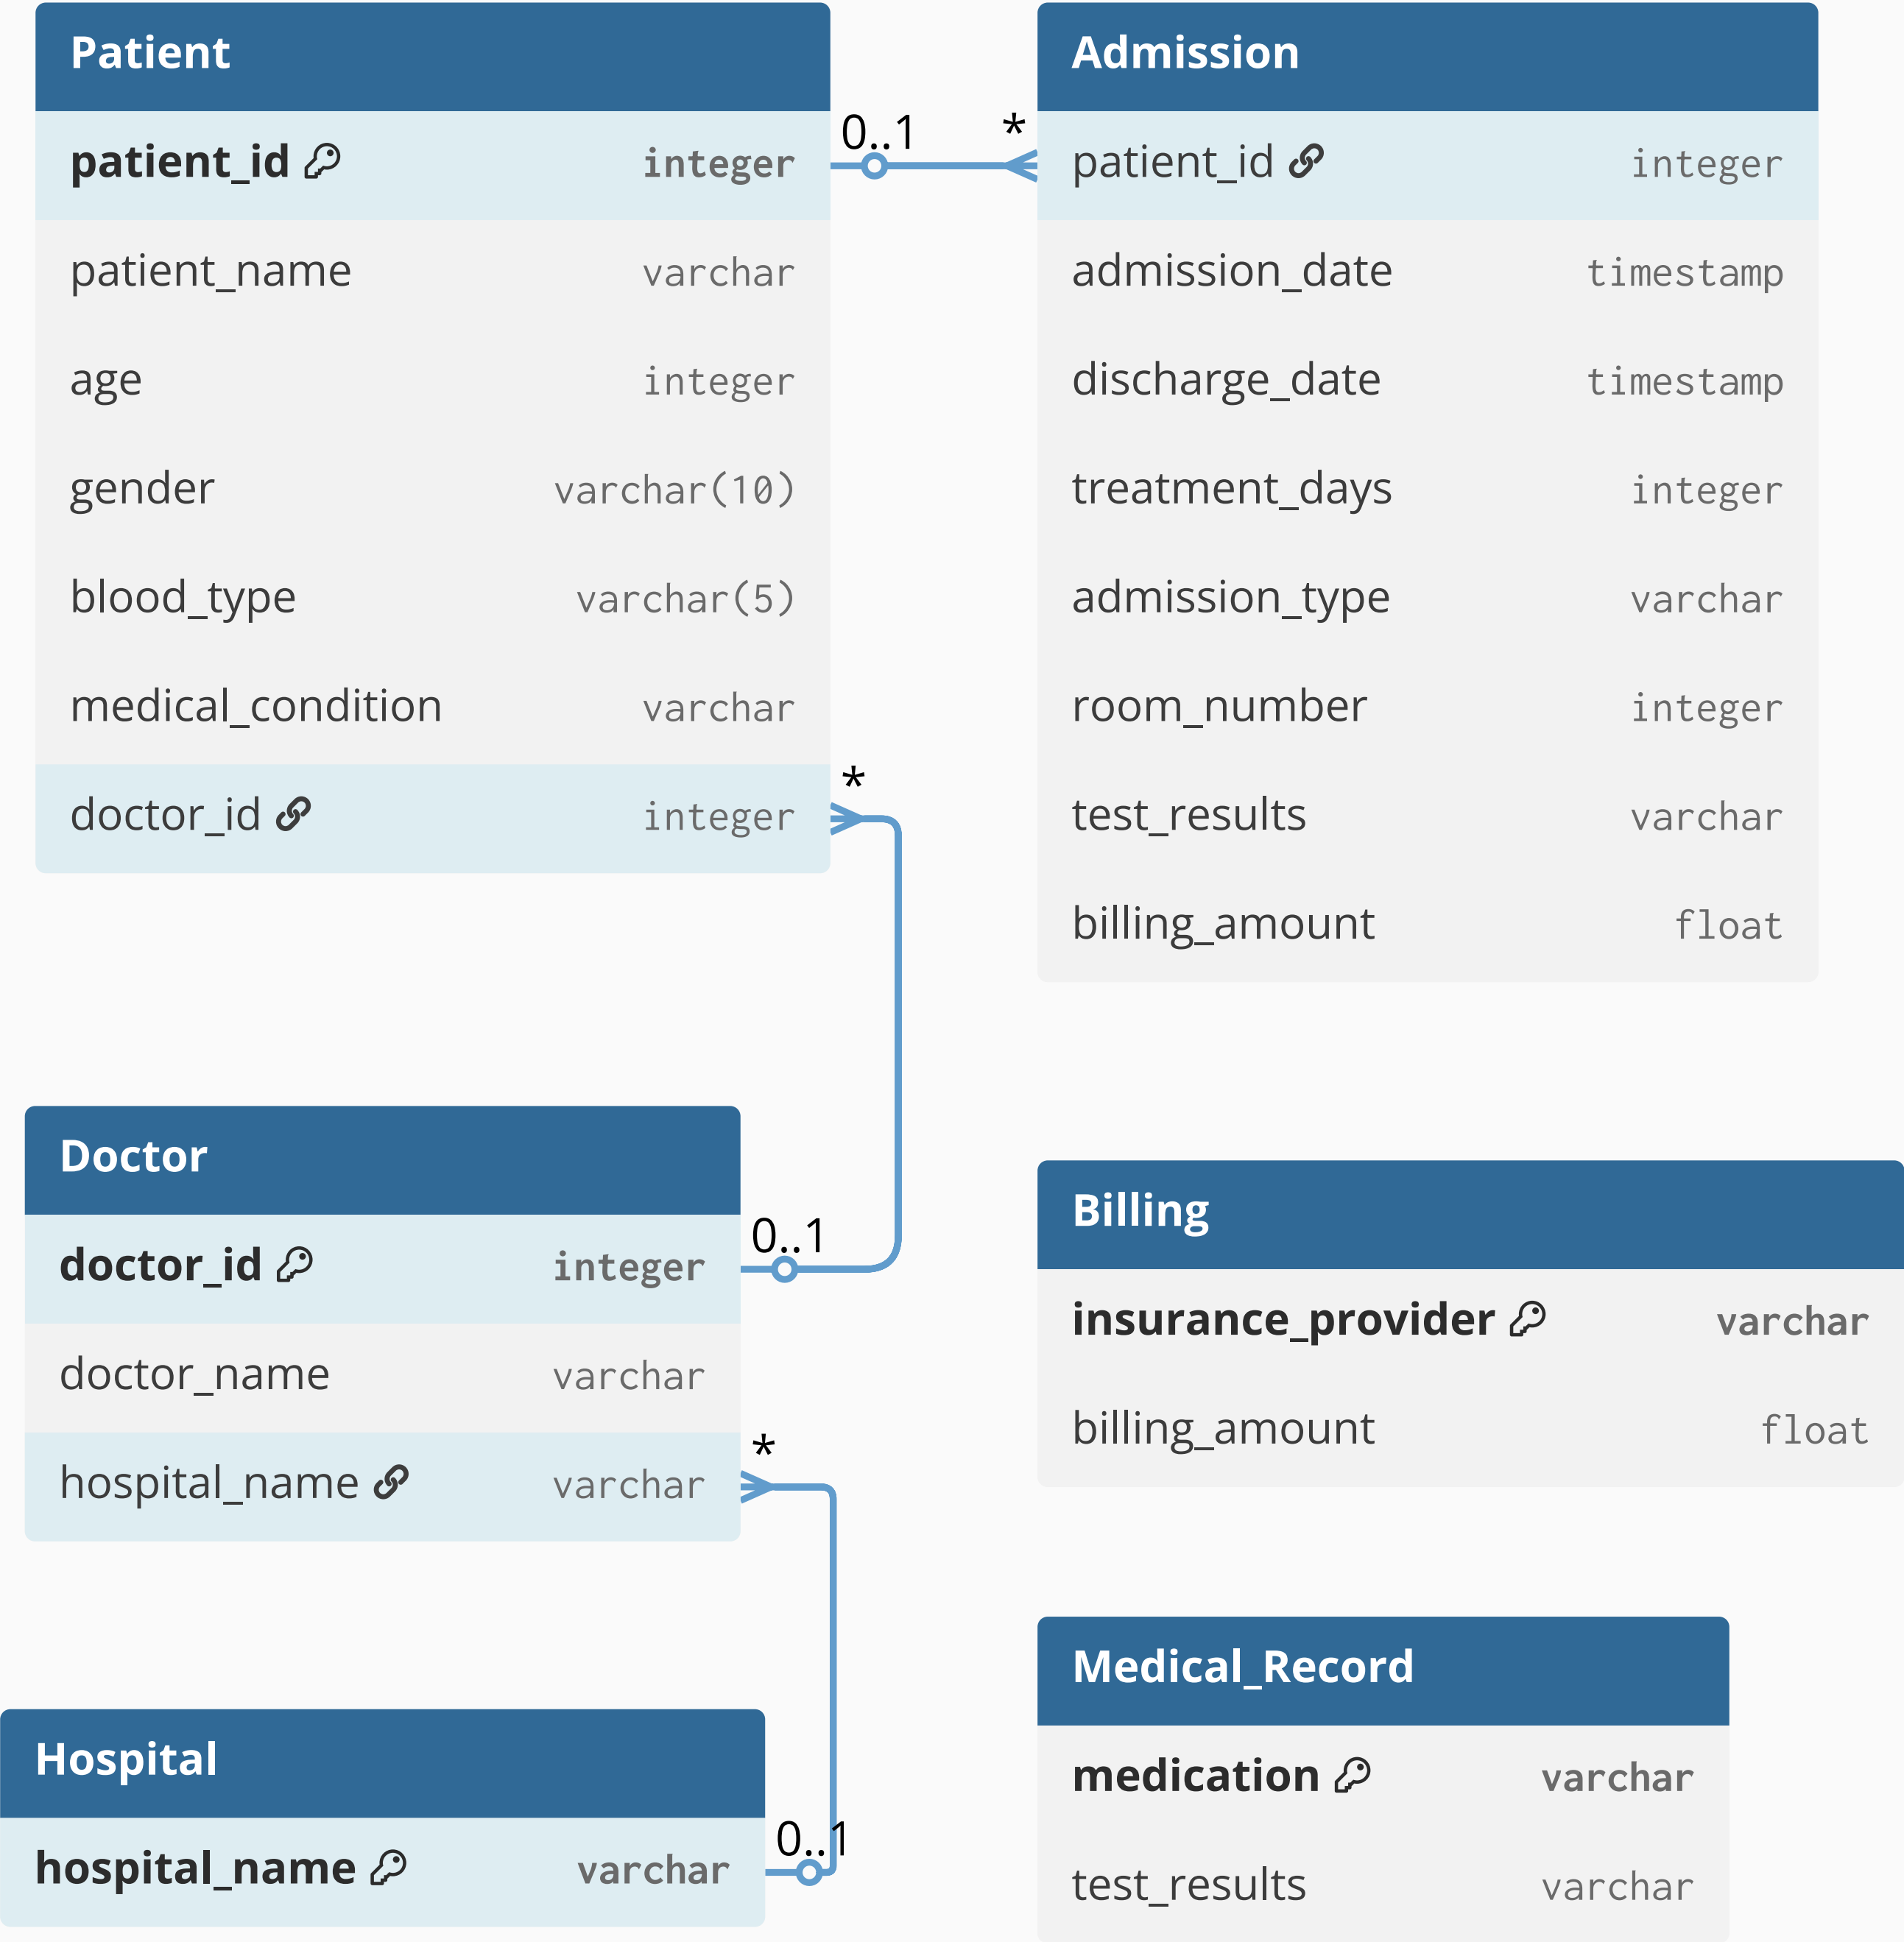 Patient
patient_id integer
patient_name varchar
age integer
gender varchar(10)
blood_type varchar(5)
medical_condition varchar
doctor_id integer
0..1 *
*
Admission
patient_id integer
admission_date timestamp
discharge_date timestamp
treatment_days integer
admission_type varchar
room_number integer
test_results varchar
billing_amount float
Doctor
doctor_id integer
doctor_name varchar
hospital_name varchar
0..1
*
Billing
insurance_provider varchar
billing_amount float
Hospital
hospital_name varchar
0..1
Medical_Record
medication varchar
test_results varchar